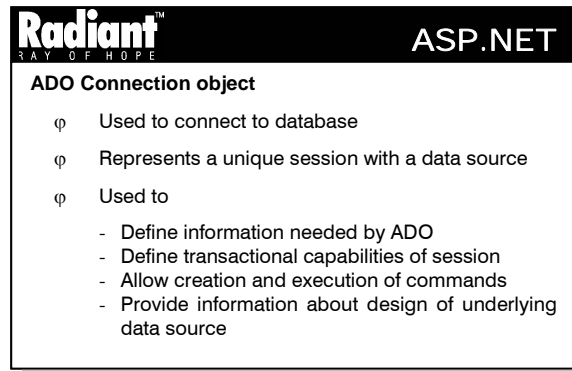 Radiant™
RAY OF HOPE
ASP.NET
ADO Connection object
φ Used to connect to database
φ Represents a unique session with a data source
φ Used to
- Define information needed by ADO
- Define transactional capabilities of session
- Allow creation and execution of commands
- Provide information about design of underlying
data source